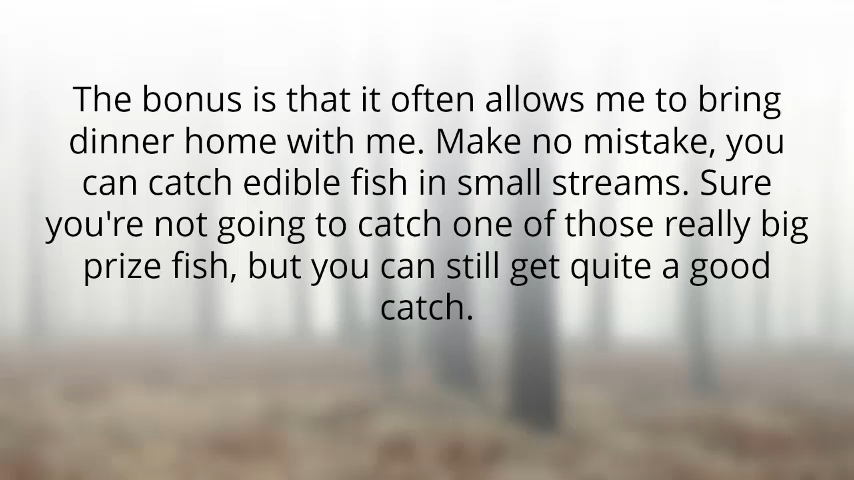 The bonus is that it often allows me to bring
dinner home with me. Make no mistake, you
can catch edible fish in small streams. Sure
you're not going to catch one of those really big
prize fish, but you can still get quite a good
catch.